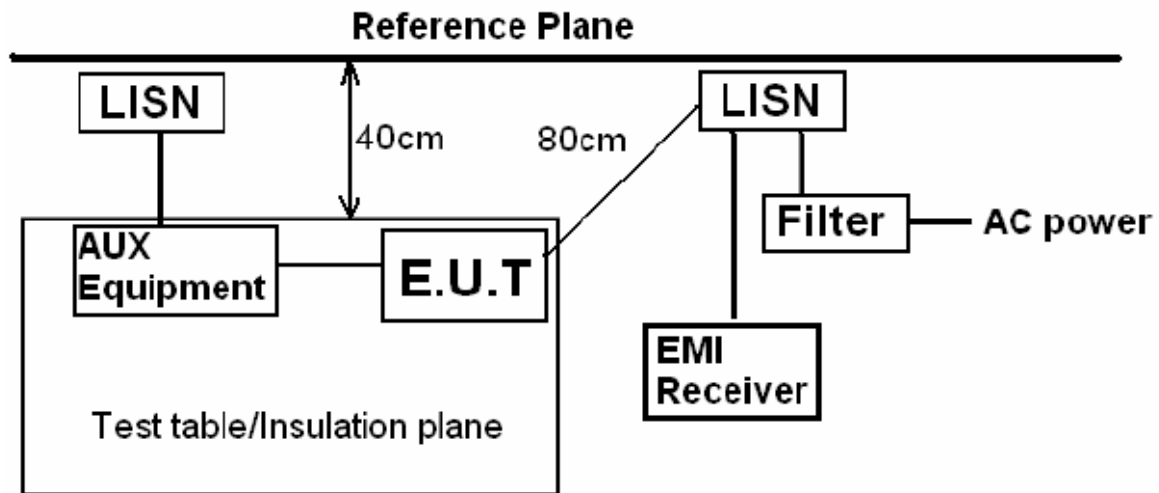 Reference Plane
LISN
40cm
80cm
LISN
Filter
AC power
AUX
Equipment
E.U.T
EMI
Receiver
Test table/Insulation plane